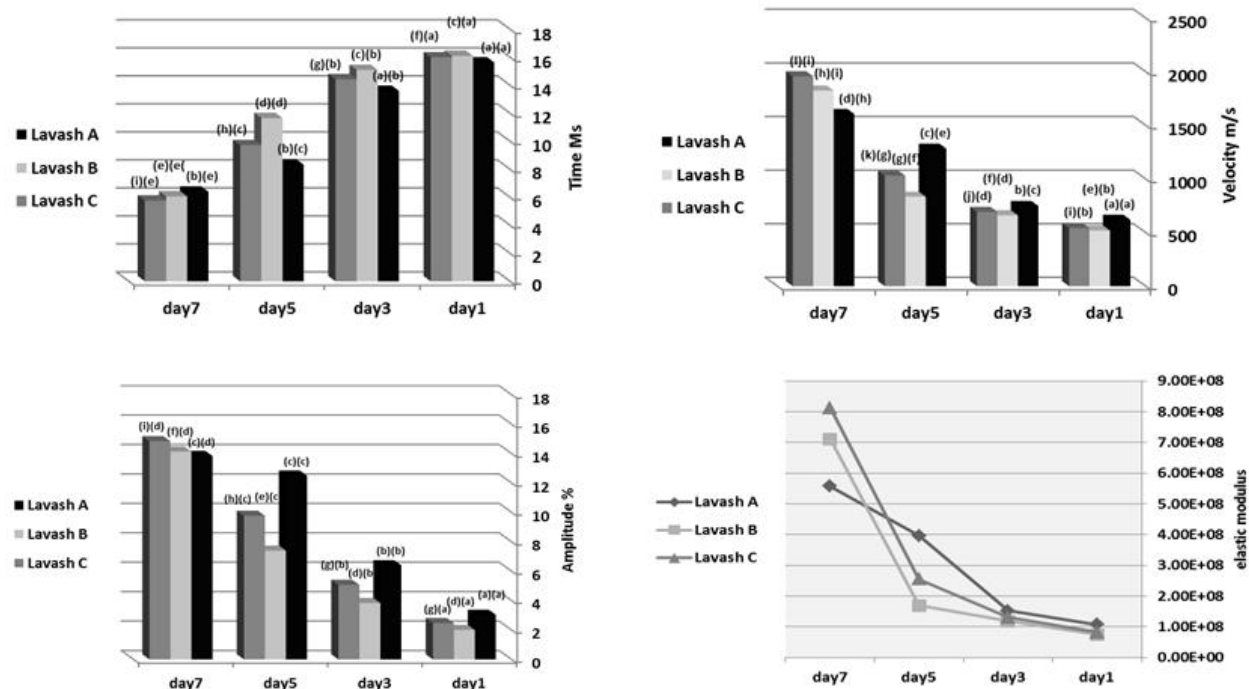 (c)(a)
(f)(a)
(a)(a)
(g)(b)
(c)(b)
(a)(b)
(d)(d)
(h)(c)
(b)(c)
(e)(e(
(b)(e)
(i)(e)
Lavash A
Lavash B
Lavash C
18
16
14
12
10
8
6
4
2
0
Time Ms
day7 day5 day3 day1
(l)(i)
(h)(i)
(d)(h)
(c)(e)
(k)(g) (g)(f)
(f)(d)
(j)(d)
b)(c)
(e)(b)
(i)(b)
(a)(a)
Lavash A
Lavash B
Lavash C
2500
2000
1500
1000
500
0
Velocity m/s
day7 day5 day3 day1
(i)(d) (f)(d) (c)(d)
(c)(c)
(h)(c) (e)(c
(b)(b)
(g)(b) (d)(b
(g)(a) (d)(a) (a)(a)
Lavash A
Lavash B
Lavash C
18
16
14
12
10
8
6
4
2
0
Amplitude %
day7 day5 day3 day1
Lavash A
Lavash B
Lavash C
9.00E+08
8.00E+08
7.00E+08
6.00E+08
5.00E+08
4.00E+08
3.00E+08
2.00E+08
1.00E+08
0.00E+00
elastic modulus
day7 day5 day3 day1